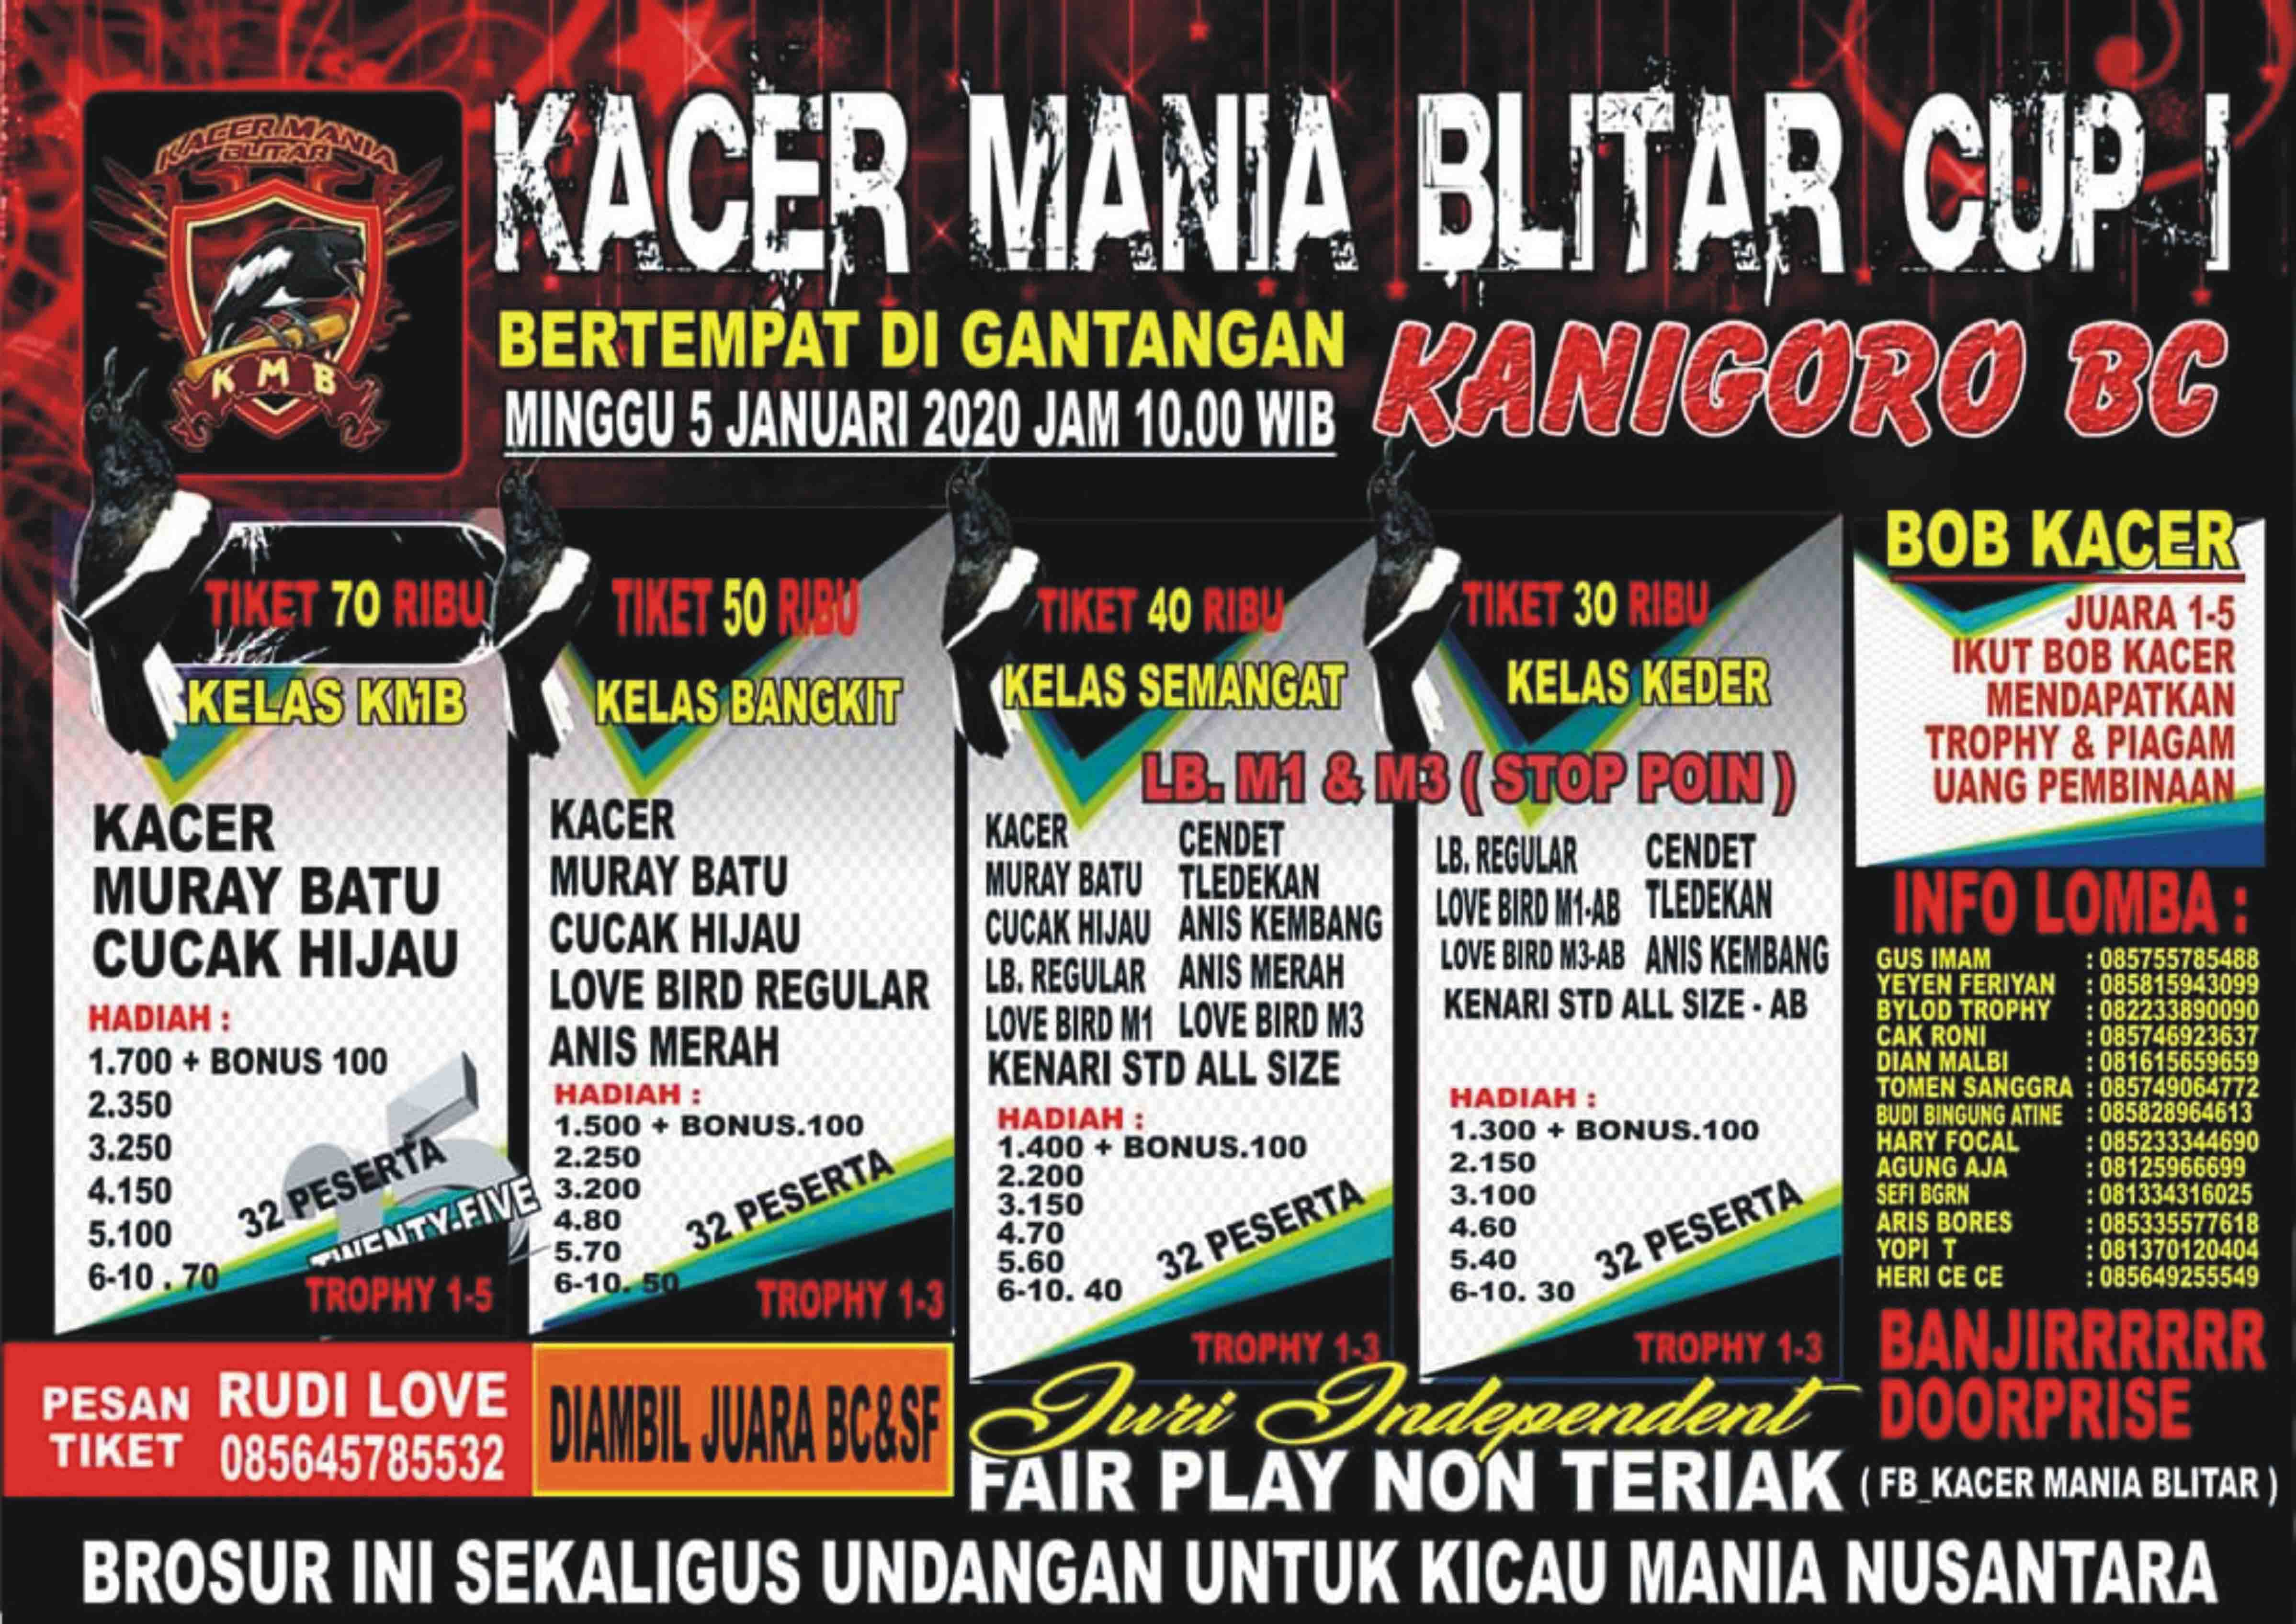 KACER MANIA
BLITAR
K M B
KACER MANIA BLITAR CUP I
BERTEMPAT DI GANTANGAN
KANIGORO BC
MINGGU 5 JANUARI 2020 JAM 10.00 WIB
TIKET 70 RIBU
KELAS KMB
KACER
MURAY BATU
CUCAK HIJAU
HADIAH :
1.700 + BONUS 100
2.350
3.250
4.150
5.100
6-10 . 70
32 PESERTA
TWENTY-FIVE
TROPHY 1-5
TIKET 50 RIBU
KELAS BANGKIT
KACER
MURAY BATU
CUCAK HIJAU
LOVE BIRD REGULAR
ANIS MERAH
HADIAH :
1.500 + BONUS.100
2.250
3.200
4.80
5.70
6-10. 50
32 PESERTA
TROPHY 1-3
TIKET 40 RIBU
KELAS SEMANGAT
LB. M1 & M3 ( STOP POIN )
KACER CENDET
MURAY BATU TLEDEKAN
CUCAK HIJAU ANIS KEMBANG
LB. REGULAR ANIS MERAH
LOVE BIRD M1 LOVE BIRD M3
KENARI STD ALL SIZE
HADIAH :
1.400 + BONUS.100
2.200
3.150
4.70
5.60
6-10. 40
32 PESERTA
TROPHY 1-3
TIKET 30 RIBU
KELAS KEDER
LB. REGULAR CENDET
LOVE BIRD M1-AB TLEDEKAN
LOVE BIRD M3-AB ANIS KEMBANG
KENARI STD ALL SIZE - AB
HADIAH :
1.300 + BONUS.100
2.150
3.100
4.60
5.40
6-10. 30
32 PESERTA
TROPHY 1-3
BOB KACER
JUARA 1-5
IKUT BOB KACER
MENDAPATKAN
TROPHY & PIAGAM
UANG PEMBINAAN
INFO LOMBA :
GUS IMAM : 085755785488
YEYEN FERIYAN : 085815943099
BYLOD TROPHY : 082233890090
CAK RONI : 085746923637
DIAN MALBI : 081615659659
TOMEN SANGGRA : 085749064772
BUDI BINGUNG ATINE : 085828964613
HARY FOCAL : 085233344690
AGUNG AJA : 08125966699
SEFI BGRN : 081334316025
ARIS BORES : 085335577618
YOPI T : 081370120404
HERI CE CE : 085649255549
BANJIRRRRRR
DOORPRISE
PESAN TIKET
RUDI LOVE
085645785532
DIAMBIL JUARA BC&SF
Juri Independent
FAIR PLAY NON TERIAK
( FB_KACER MANIA BLITAR )
BROSUR INI SEKALIGUS UNDANGAN UNTUK KICAU MANIA NUSANTARA